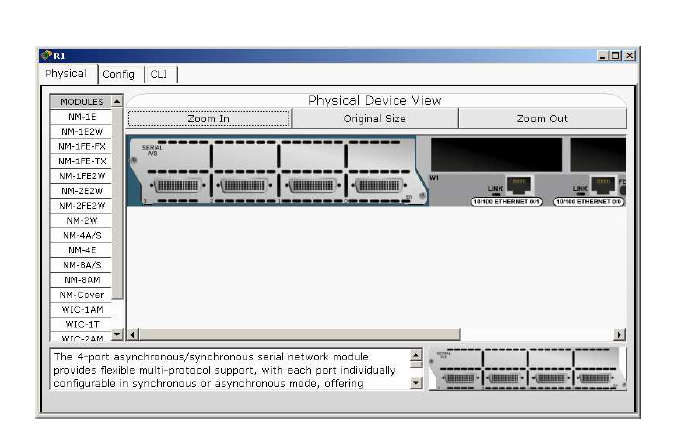 R1
Physical Config CLI
MODULES
NM-1E
NM-1E2W
NM-1FE-FX
NM-1FE-TX
NM-1FE2W
NM-2E2W
NM-2FE2W
NM-2W
NM-4A/S
NM-4E
NM-8A/S
NM-8AM
NM-Cover
WIC-1AM
WIC-1T
WIC-2AM
Physical Device View
Zoom In Original Size Zoom Out
SERIAL
A/S
3 2 1 0
W1
LINK LINK
10/100 ETHERNET 0/1 10/100 ETHERNET 0/0
The 4-port asynchronous/synchronous serial network module
provides flexible multi-protocol support, with each port individually
configurable in synchronous or asynchronous mode, offering